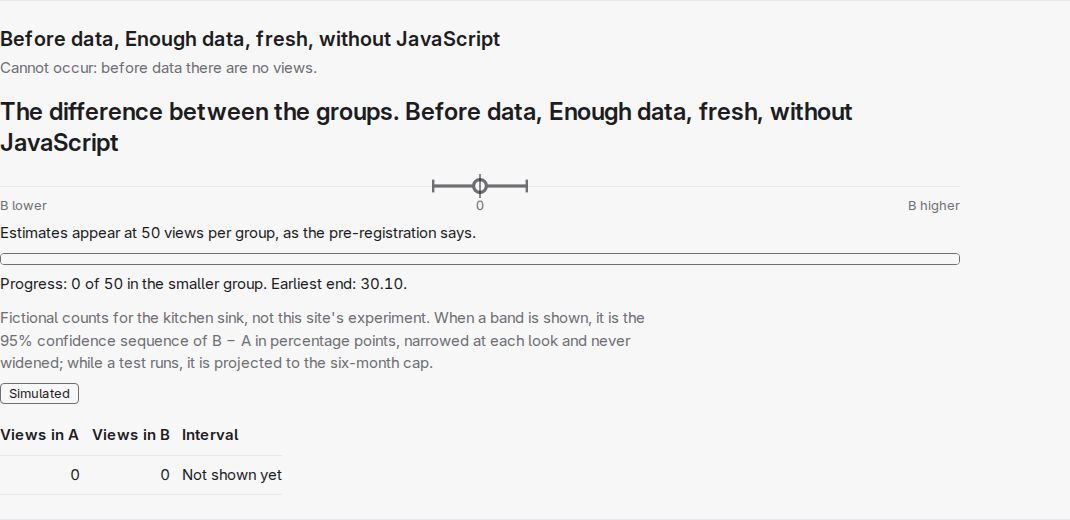 Before data, Enough data, fresh, without JavaScript
Cannot occur: before data there are no views.
The difference between the groups. Before data, Enough data, fresh, without
JavaScript
B lower
0
B higher
Estimates appear at 50 views per group, as the pre-registration says.
Progress: 0 of 50 in the smaller group. Earliest end: 30.10.
Fictional counts for the kitchen sink, not this site's experiment. When a band is shown, it is the
95% confidence sequence of B − A in percentage points, narrowed at each look and never
widened; while a test runs, it is projected to the six-month cap.
Simulated
Views in A Views in B Interval
0 0 Not shown yet